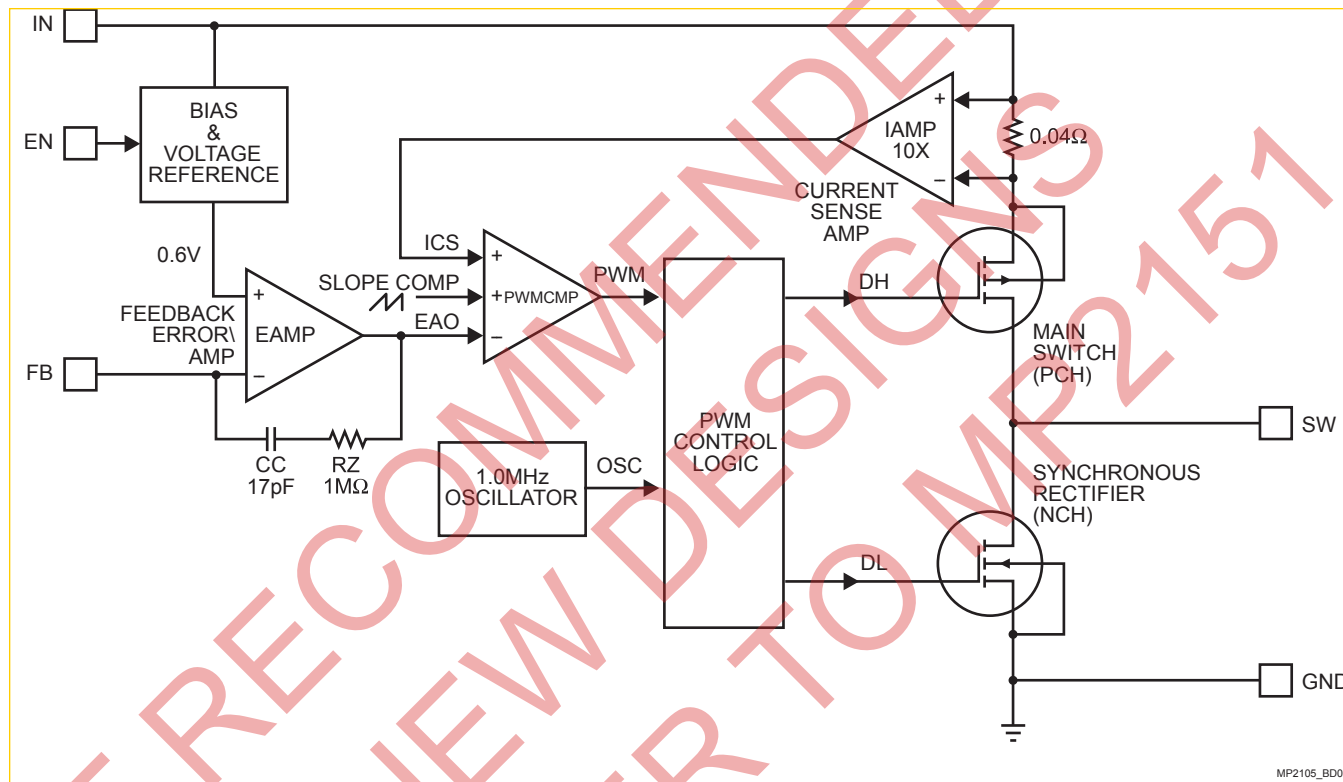 IN
BIAS
&
VOLTAGE
REFERENCE
EN
0.6V
FEEDBACK
ERROR\
AMP
EAMP
+
−
FB
CC
17pF
RZ
1MΩ
ICS
SLOPE COMP
EAO
+
+
−
PWMCMP
PWM
1.0MHz
OSCILLATOR
OSC
PWM
CONTROL
LOGIC
IAMP
10X
+
−
CURRENT
SENSE
AMP
0.04Ω
DH
MAIN
SWITCH
(PCH)
SW
SYNCHRONOUS
RECTIFIER
(NCH)
DL
GND
MP2105_BD0
RECOMMENDE
NEW DESIGNS
ER TO MP2151